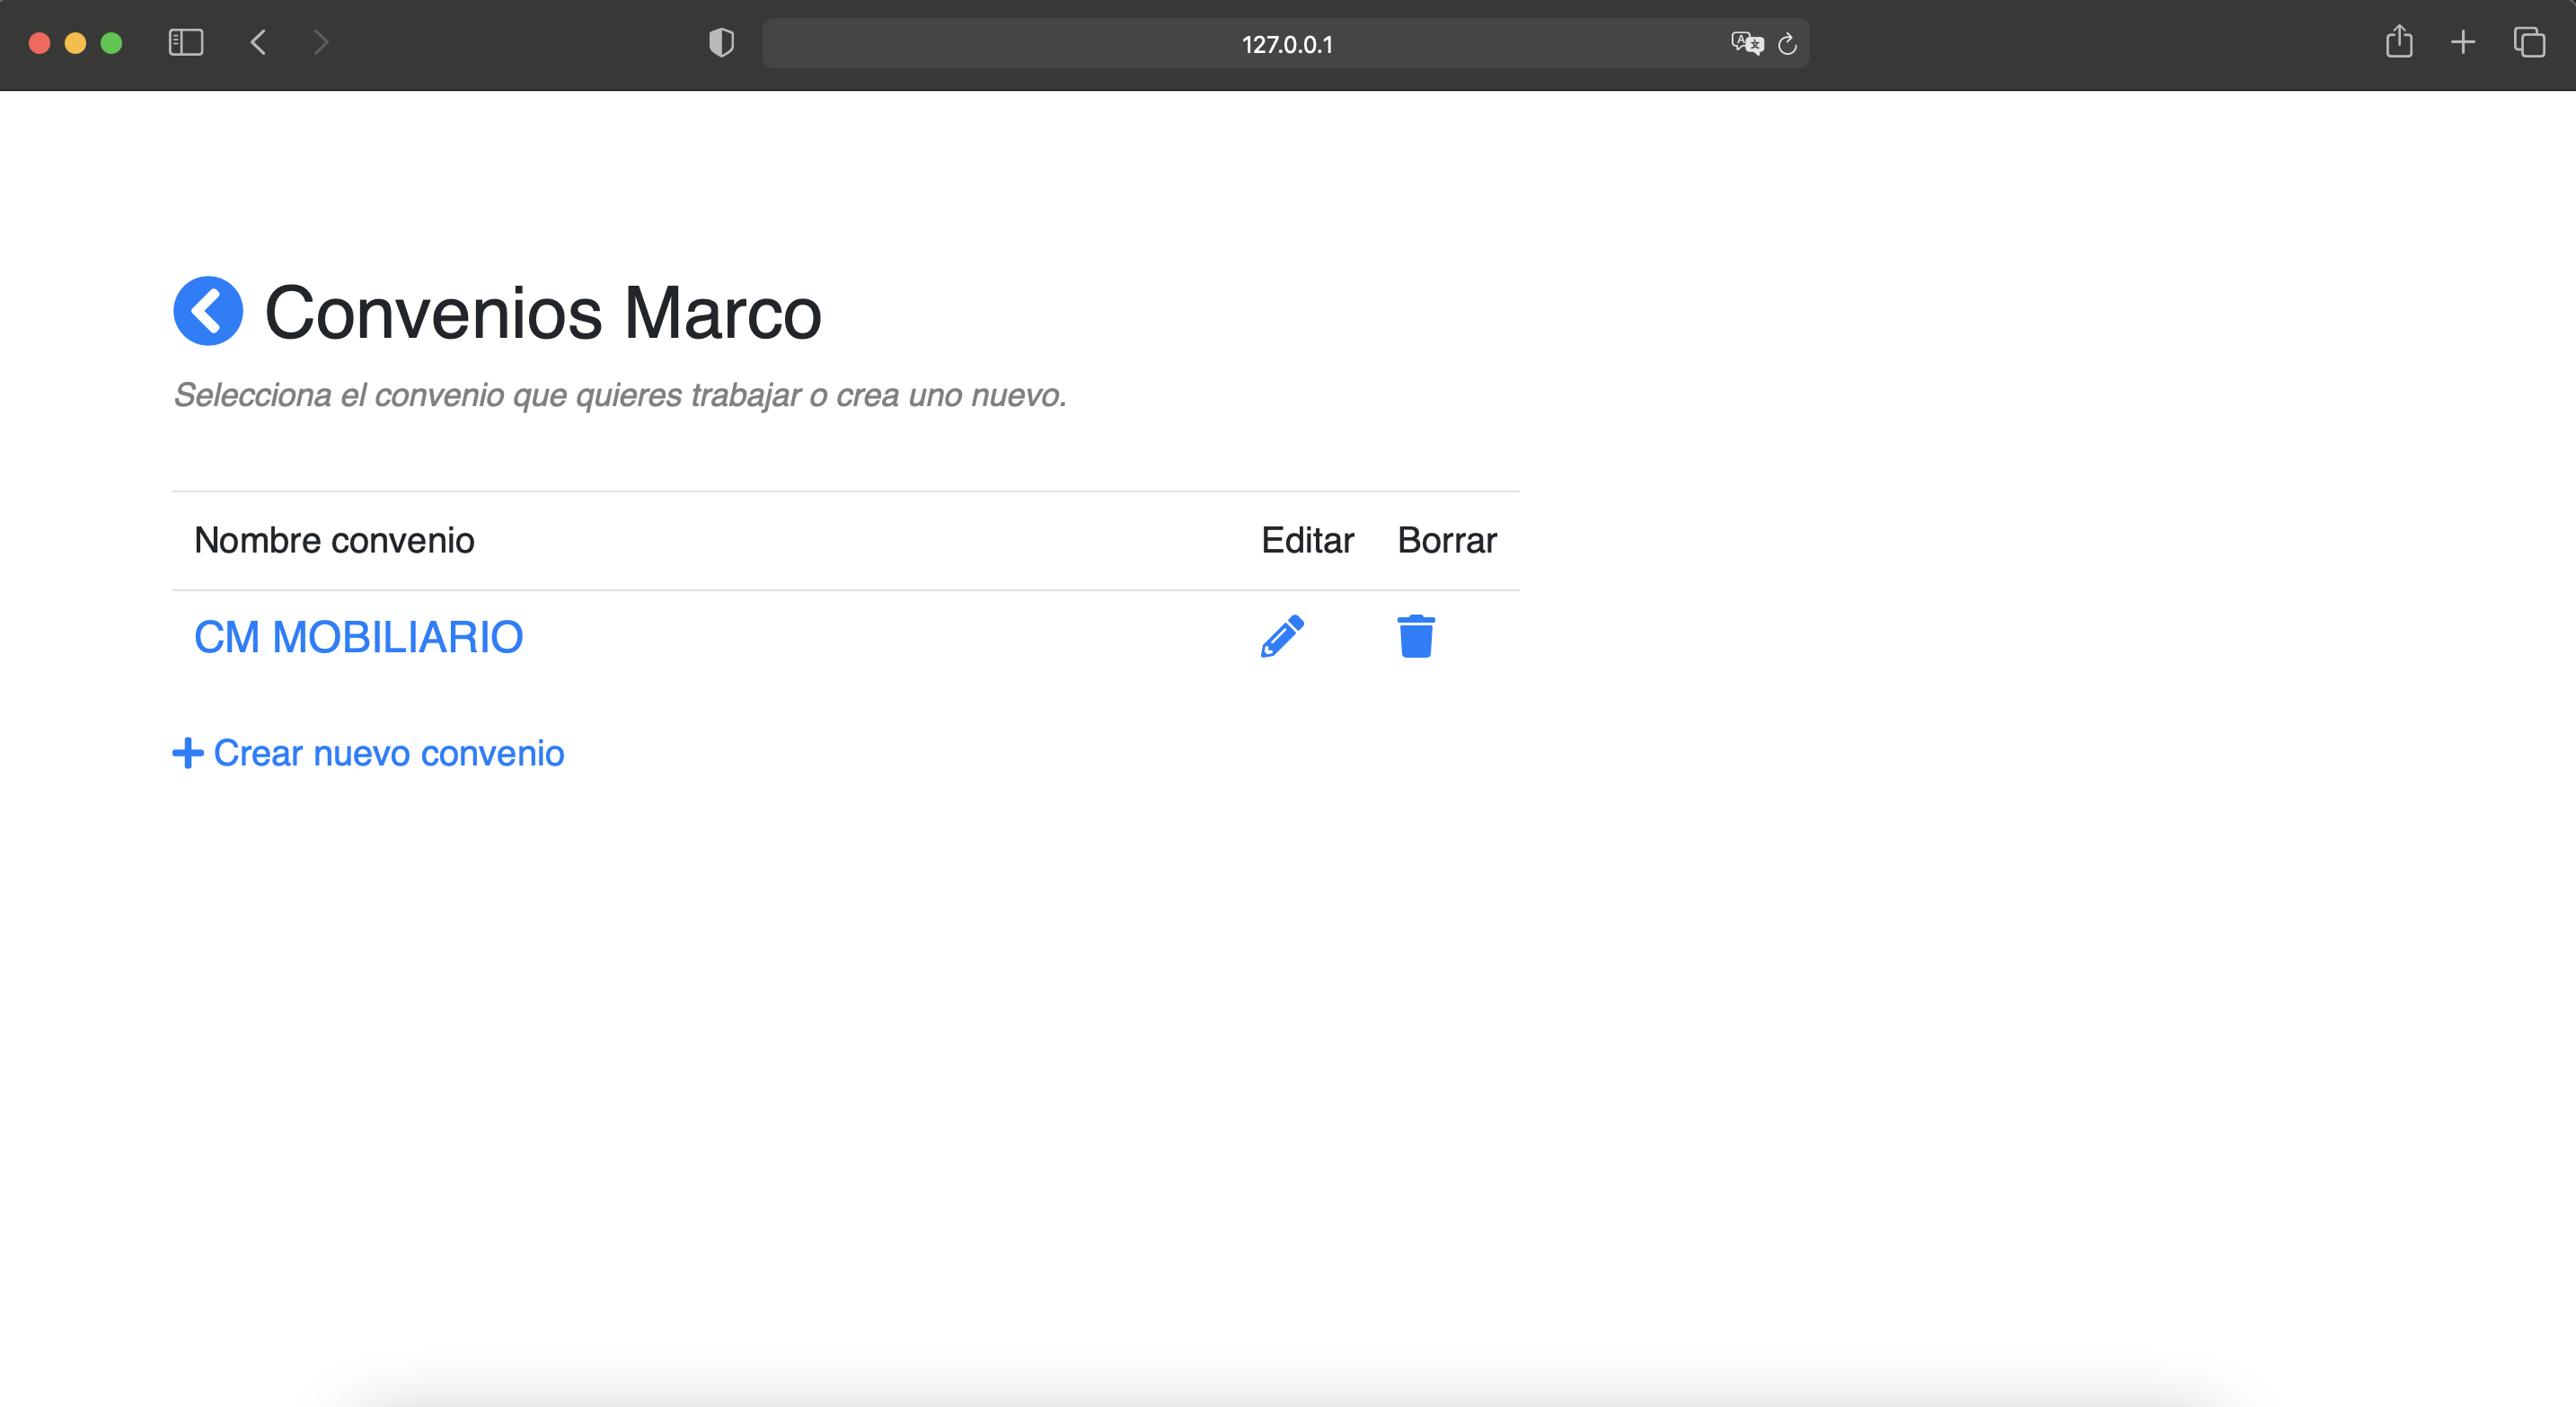 127.0.0.1
Convenios Marco
Selecciona el convenio que quieres trabajar o crea uno nuevo.
Nombre convenio Editar Borrar
CM MOBILIARIO
Crear nuevo convenio